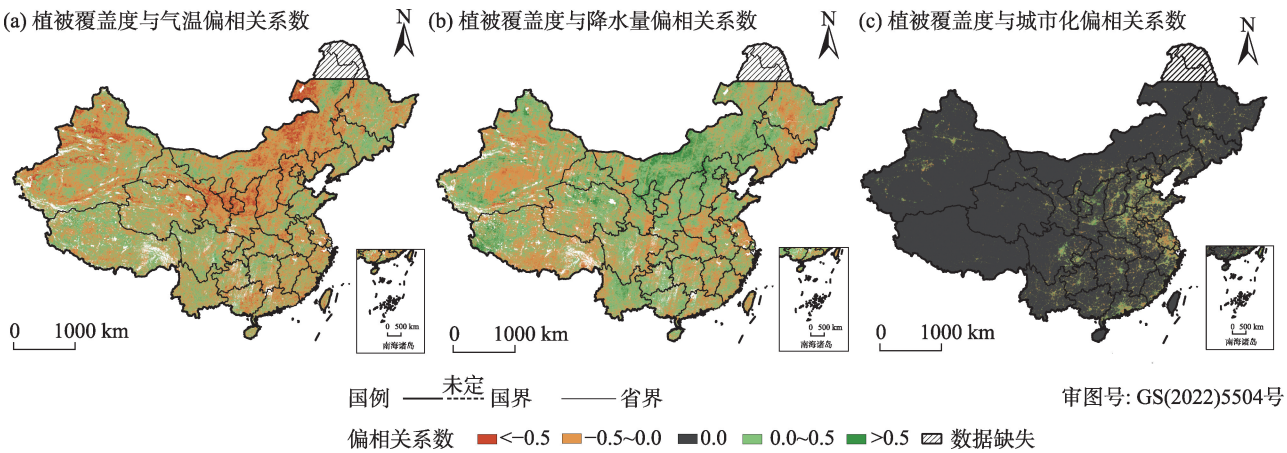 (a) 植被覆盖度与气温偏相关系数
N
0 1000 km
0 500 km
南海诸岛
(b) 植被覆盖度与降水量偏相关系数
N
0 1000 km
0 500 km
南海诸岛
(c) 植被覆盖度与城市化偏相关系数
N
0 1000 km
0 500 km
南海诸岛
国例 未定 国界 省界
审图号: GS(2022)5504号
偏相关系数 <−0.5 −0.5~0.0 0.0 0.0~0.5 >0.5 数据缺失